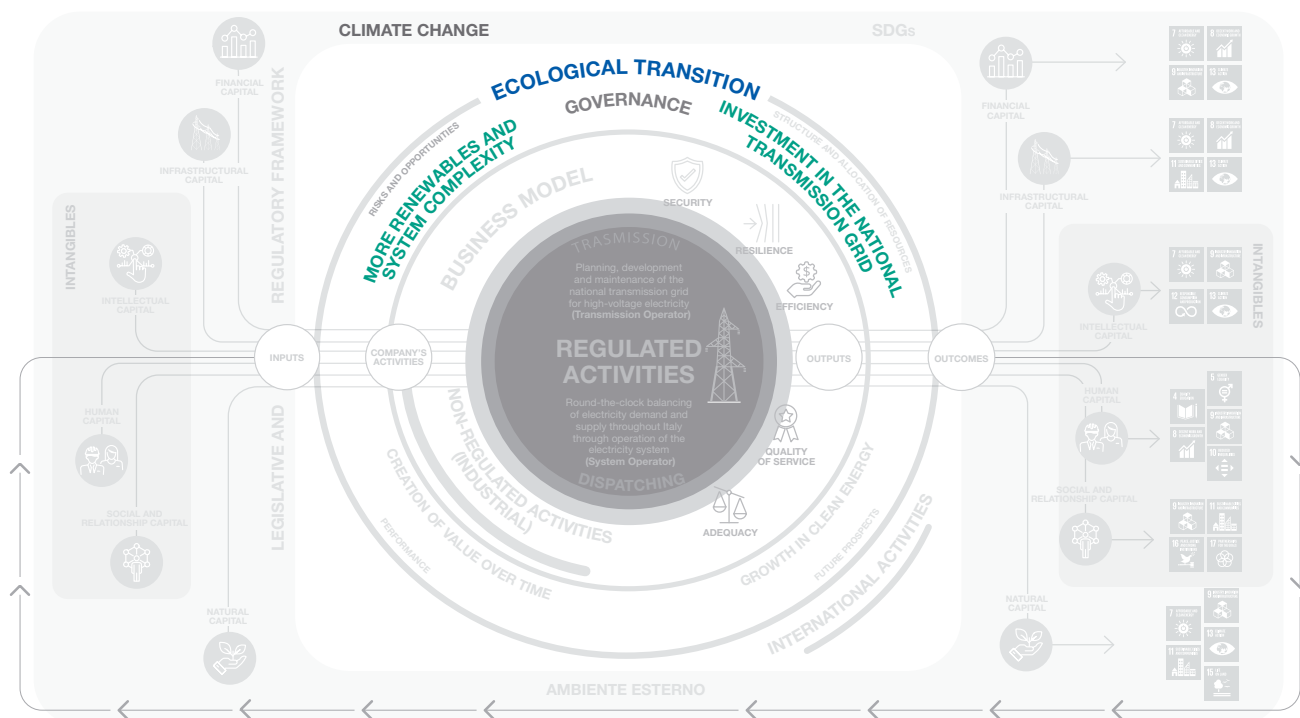 CLIMATE CHANGE
SDGs
ECOLOGICAL TRANSITION
GOVERNANCE
RISKS AND OPPORTUNITIES
MORE RENEWABLES AND
SYSTEM COMPLEXITY
INVESTMENT IN THE NATIONAL
TRANSMISSION GRID
STRUCTURE AND ALLOCATION OF RESOURCES
REGULATORY FRAMEWORK
LEGISLATIVE AND
FINANCIAL
CAPITAL
INFRASTRUCTURAL
CAPITAL
INTANGIBLES
INTELLECTUAL
CAPITAL
HUMAN
CAPITAL
SOCIAL AND
RELATIONSHIP CAPITAL
NATURAL
CAPITAL
INPUTS
COMPANY'S
ACTIVITIES
BUSINESS MODEL
TRASMISSION
Planning, development
and maintenance of the
national transmission grid
for high-voltage electricity
(Transmission Operator)
REGULATED
ACTIVITIES
Round-the-clock balancing
of electricity demand and
supply throughout Italy
through operation of the
electricity system
(System Operator)
DISPATCHING
NON-REGULATED ACTIVITIES
(INDUSTRIAL)
CREATION OF VALUE OVER TIME
PERFORMANCE
SECURITY
RESILIENCE
EFFICIENCY
QUALITY
OF SERVICE
ADEQUACY
GROWTH IN CLEAN ENERGY
FUTURE PROSPECTS
INTERNATIONAL ACTIVITIES
OUTPUTS
OUTCOMES
FINANCIAL
CAPITAL
INFRASTRUCTURAL
CAPITAL
INTANGIBLES
INTELLECTUAL
CAPITAL
HUMAN
CAPITAL
SOCIAL AND
RELATIONSHIP CAPITAL
NATURAL
CAPITAL
AMBIENTE ESTERNO